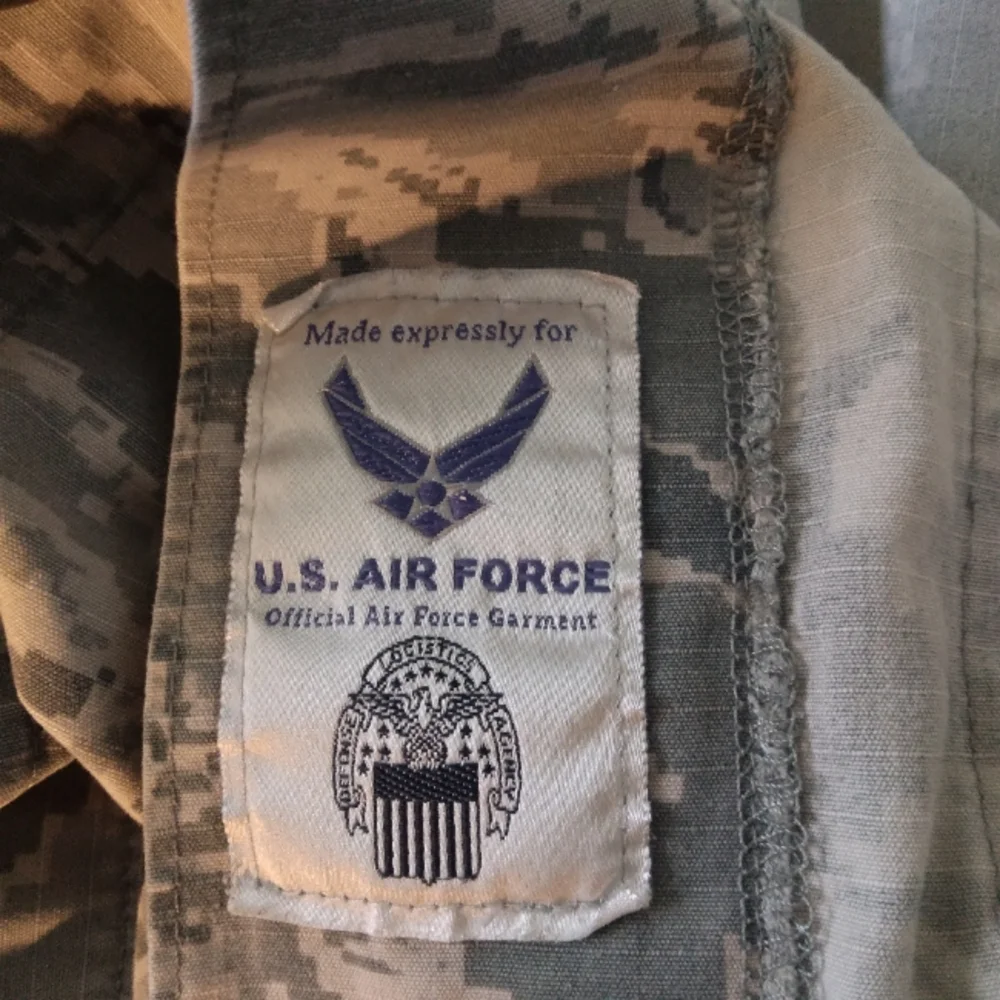 Made expressly for
U.S. AIR FORCE
Official Air Force Garment
LOGISTICS
DEFENSE
AGENCY